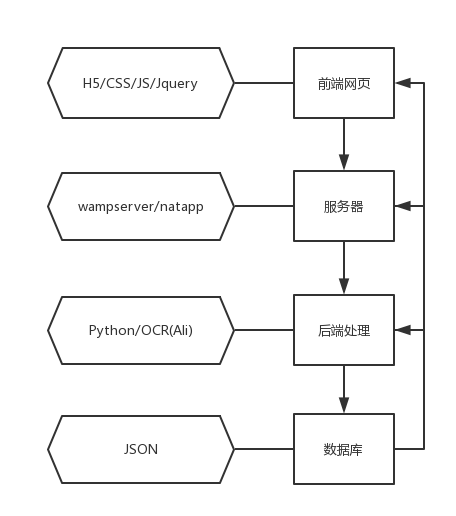 H5/CSS/JS/Jquery
前端网页
wampserver/natapp
服务器
Python/OCR(Ali)
后端处理
JSON
数据库